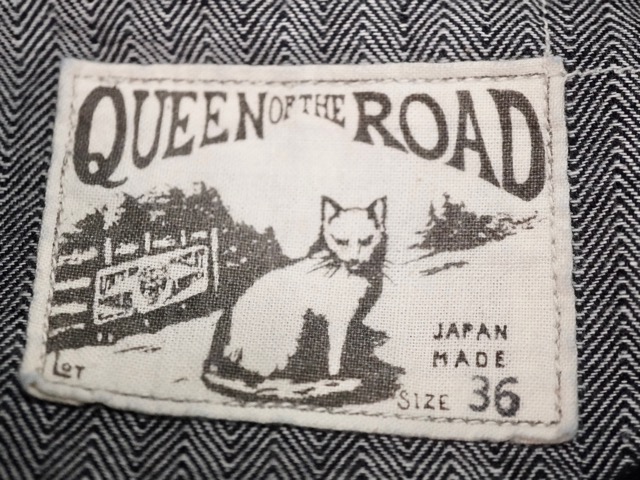 QUEEN OF THE ROAD
JAPAN
MADE
LOT
SIZE 36